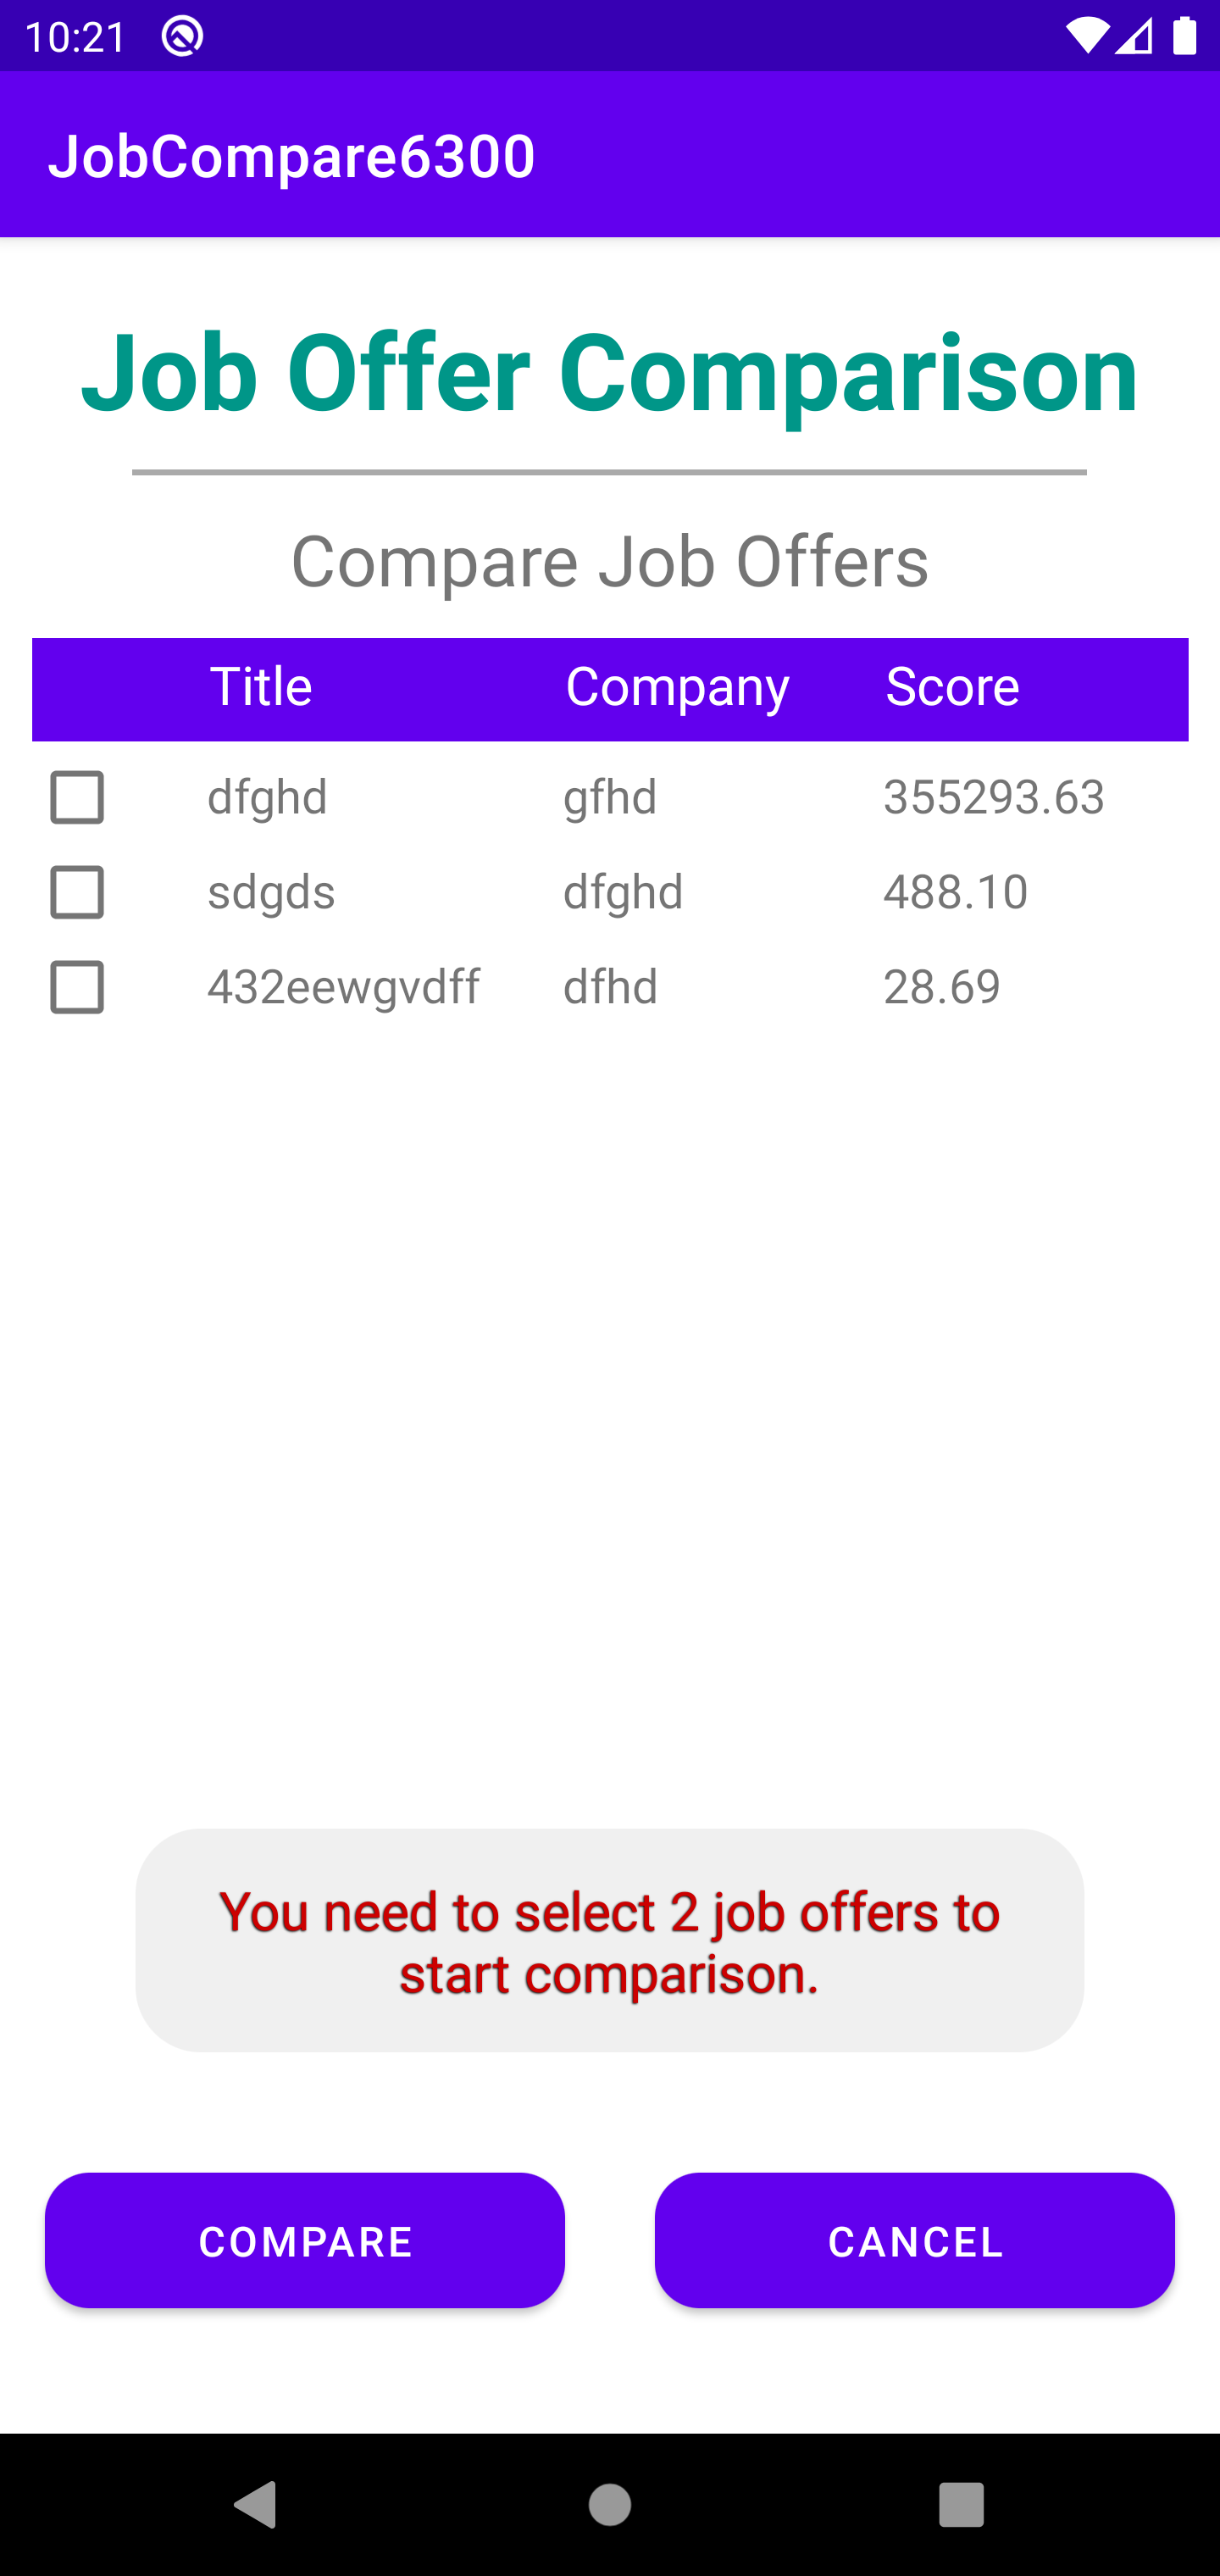 10:21
JobCompare6300
Job Offer Comparison
Compare Job Offers
Title Company Score
dfghd gfhd 355293.63
sdgds dfghd 488.10
432eewgvdff dfhd 28.69
You need to select 2 job offers to
start comparison.
COMPARE CANCEL